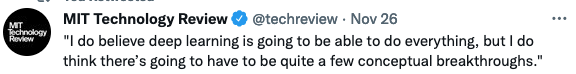 MIT
Technology
Review
MIT Technology Review @techreview · Nov 26
"I do believe deep learning is going to be able to do everything, but I do
think there's going to have to be quite a few conceptual breakthroughs."